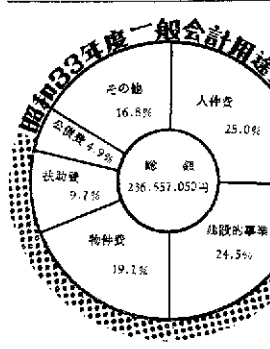 昭和33年度一般会計用途
人件費
25.0%
建設的事業
24.5%
物件費
19.1%
扶助費
9.7%
公債費 4.9%
その他
16.8%
総額
236.657.050円